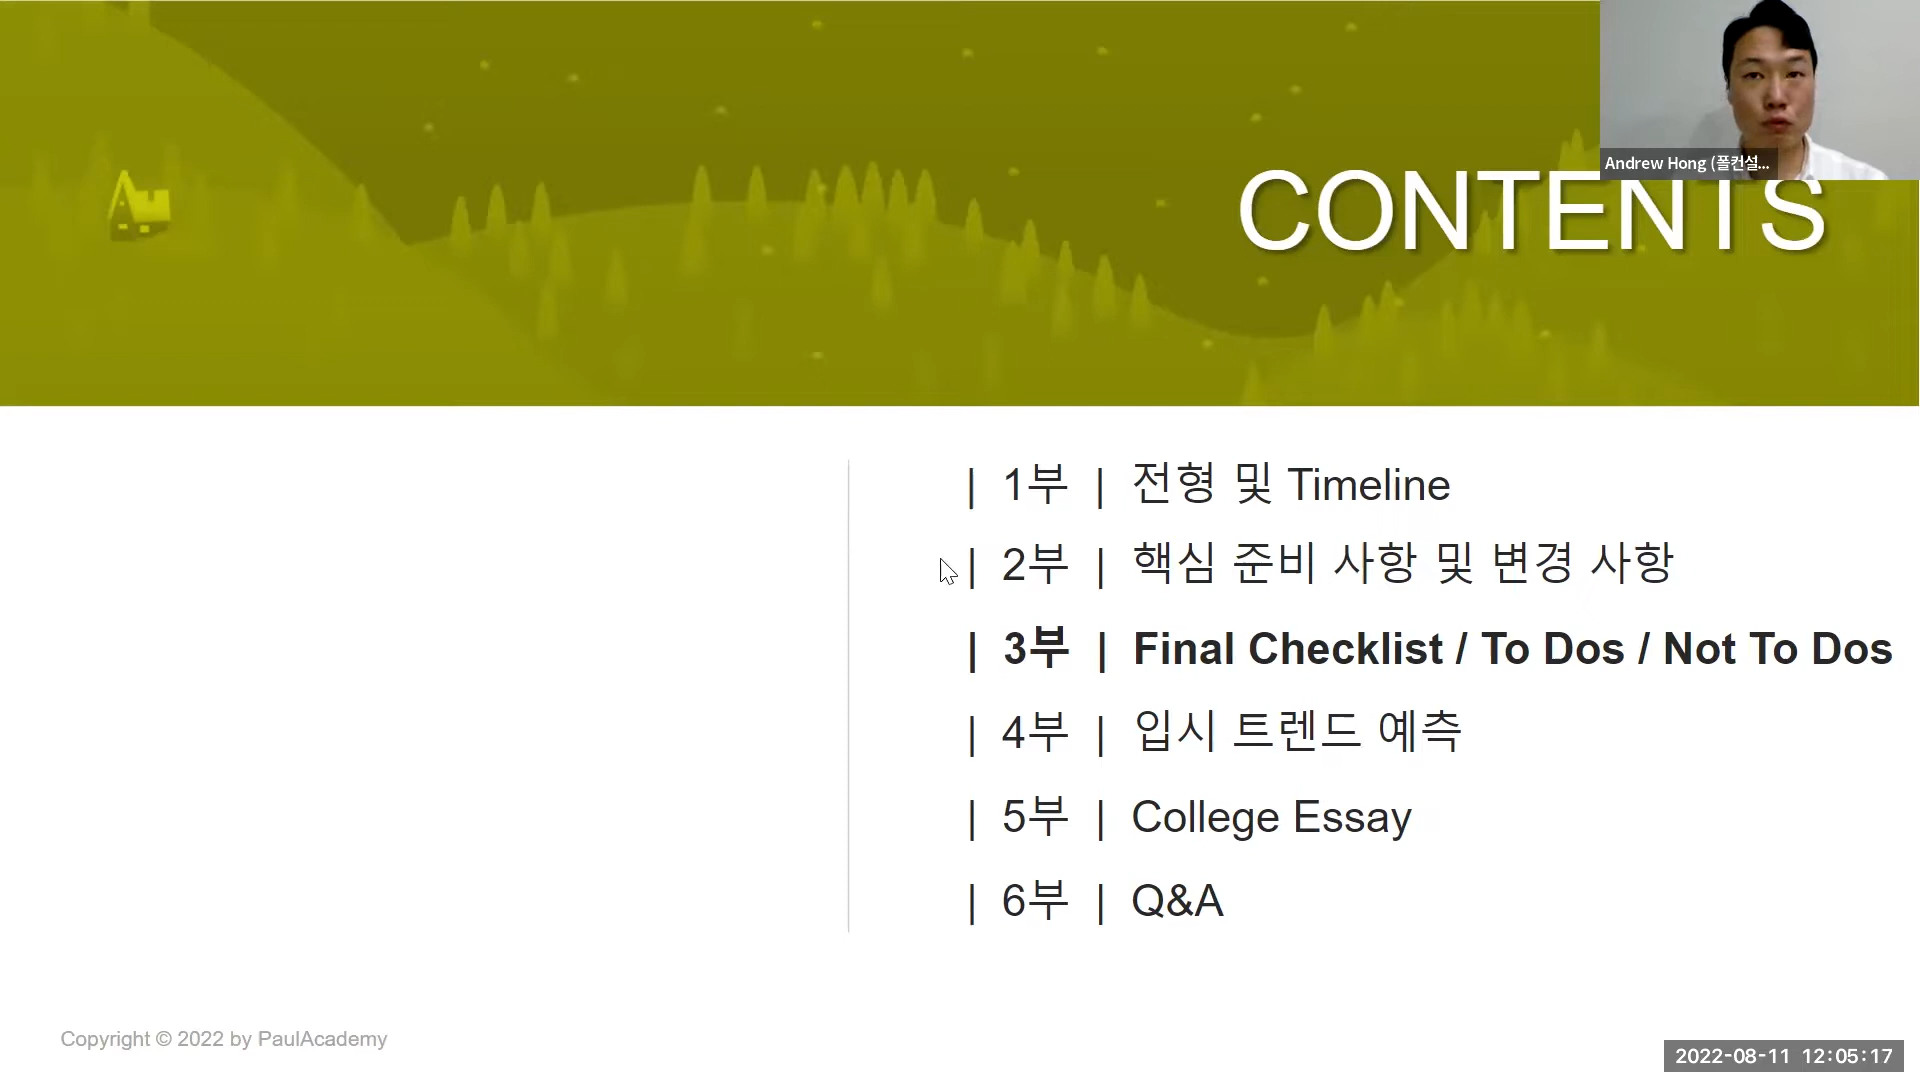 Andrew Hong (폴컨설...
CONTENTS
| 1부 | 전형 및 Timeline
| 2부 | 핵심 준비 사항 및 변경 사항
| 3부 | Final Checklist / To Dos / Not To Dos
| 4부 | 입시 트렌드 예측
| 5부 | College Essay
| 6부 | Q&A
Copyright © 2022 by PaulAcademy
2022-08-11 12:05:17